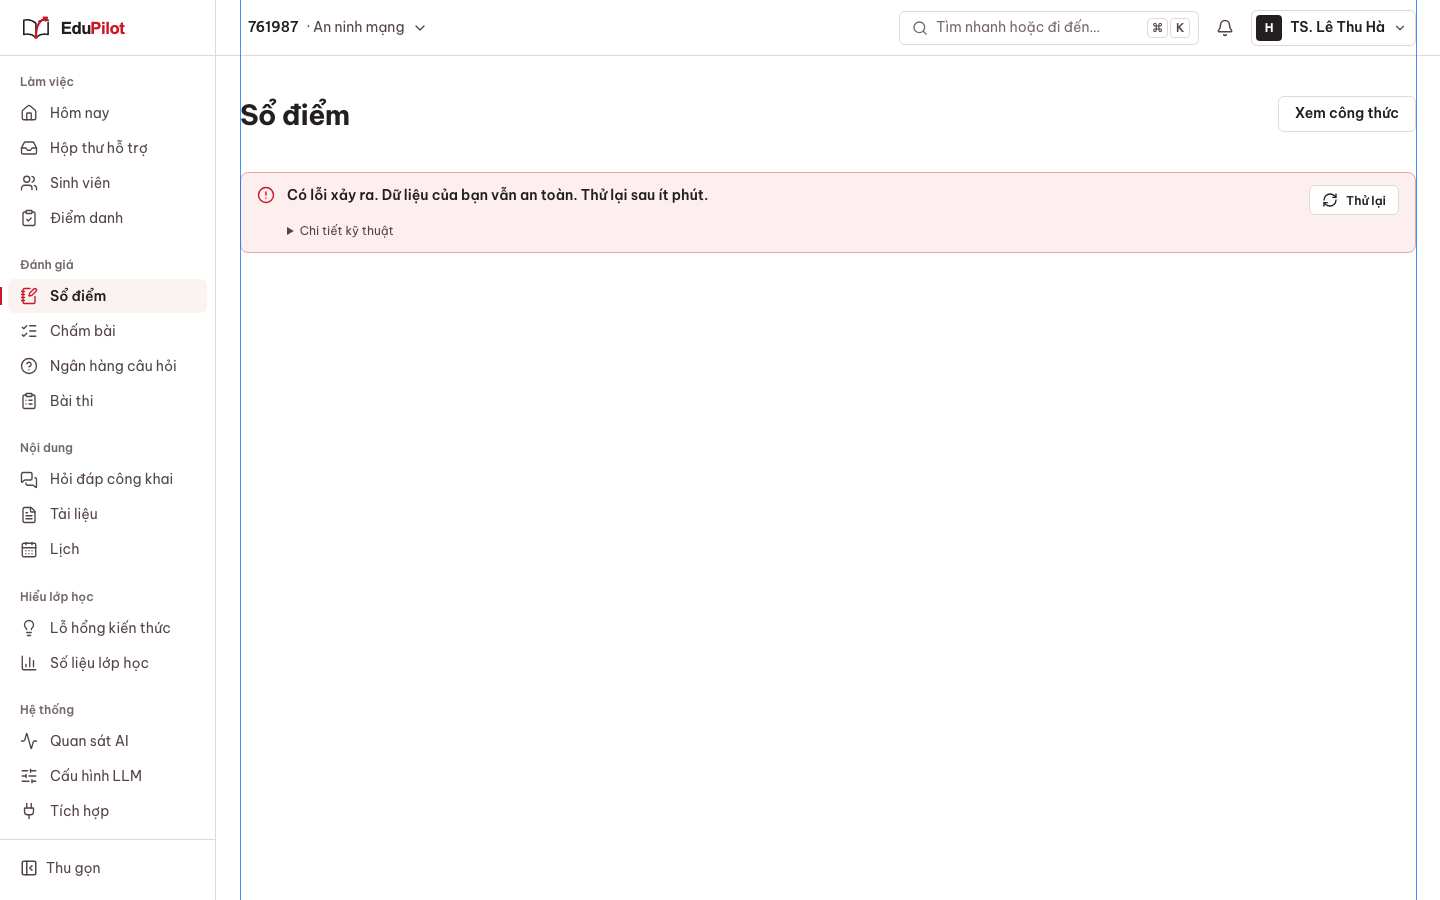 EduPilot
761987 · An ninh mạng
Tìm nhanh hoặc đi đến...
⌘ K
H TS. Lê Thu Hà
Làm việc
Hôm nay
Hộp thư hỗ trợ
Sinh viên
Điểm danh
Đánh giá
Sổ điểm
Chấm bài
Ngân hàng câu hỏi
Bài thi
Nội dung
Hỏi đáp công khai
Tài liệu
Lịch
Hiểu lớp học
Lỗ hổng kiến thức
Số liệu lớp học
Hệ thống
Quan sát AI
Cấu hình LLM
Tích hợp
Thu gọn
Sổ điểm
Xem công thức
Có lỗi xảy ra. Dữ liệu của bạn vẫn an toàn. Thử lại sau ít phút.
Thử lại
Chi tiết kỹ thuật